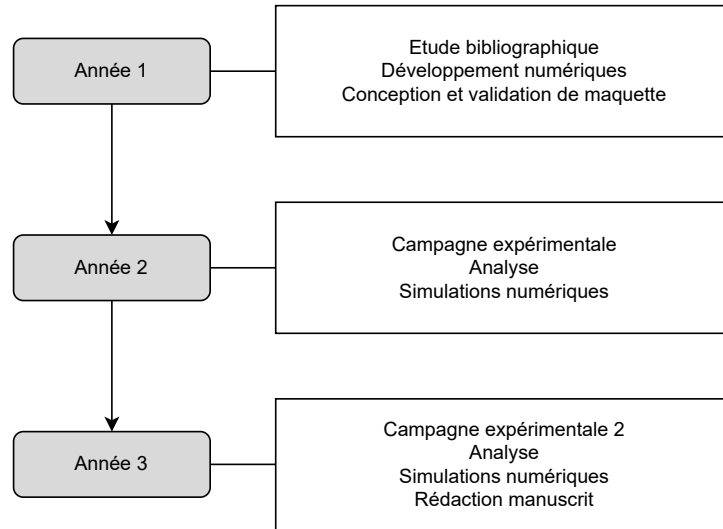 Année 1
Etude bibliographique
Développement numériques
Conception et validation de maquette
Année 2
Campagne expérimentale
Analyse
Simulations numériques
Année 3
Campagne expérimentale 2
Analyse
Simulations numériques
Rédaction manuscrit